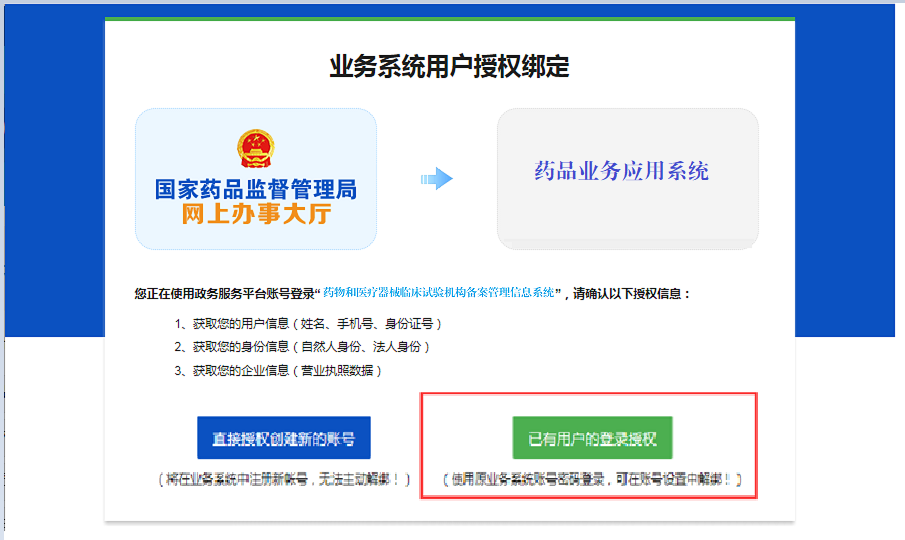 业务系统用户授权绑定
国家药品监督管理局
网上办事大厅
药品业务应用系统
您正在使用政务服务平台账号登录“药物和医疗器械临床试验机构备案管理信息系统”，请确认以下授权信息：
1、获取您的用户信息（姓名、手机号、身份证号）
2、获取您的身份信息（自然人身份、法人身份）
3、获取您的企业信息（营业执照数据）
直接授权创建新的账号
已有用户的登录授权
（将在业务系统中注册新帐号，无法主动解绑！）
（使用原业务系统账号密码登录，可在账号设置中解绑！）